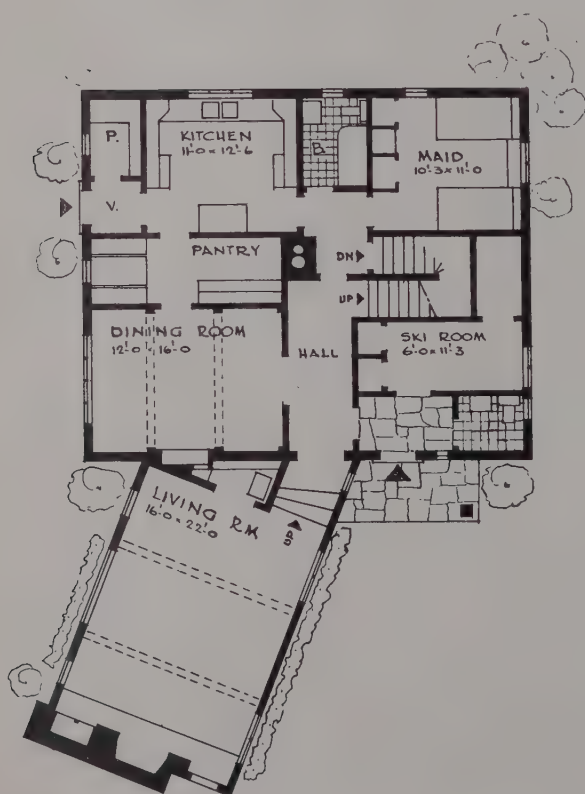 P.
KITCHEN
11'-0 × 12'-6
B.
MAID
10'-3 × 11'-0
V.
PANTRY
DN
UP
DINING ROOM
12'-0 × 16'-0
HALL
SKI ROOM
6'-0 × 11'-3
LIVING RM
16'-0 × 22'-0
UP